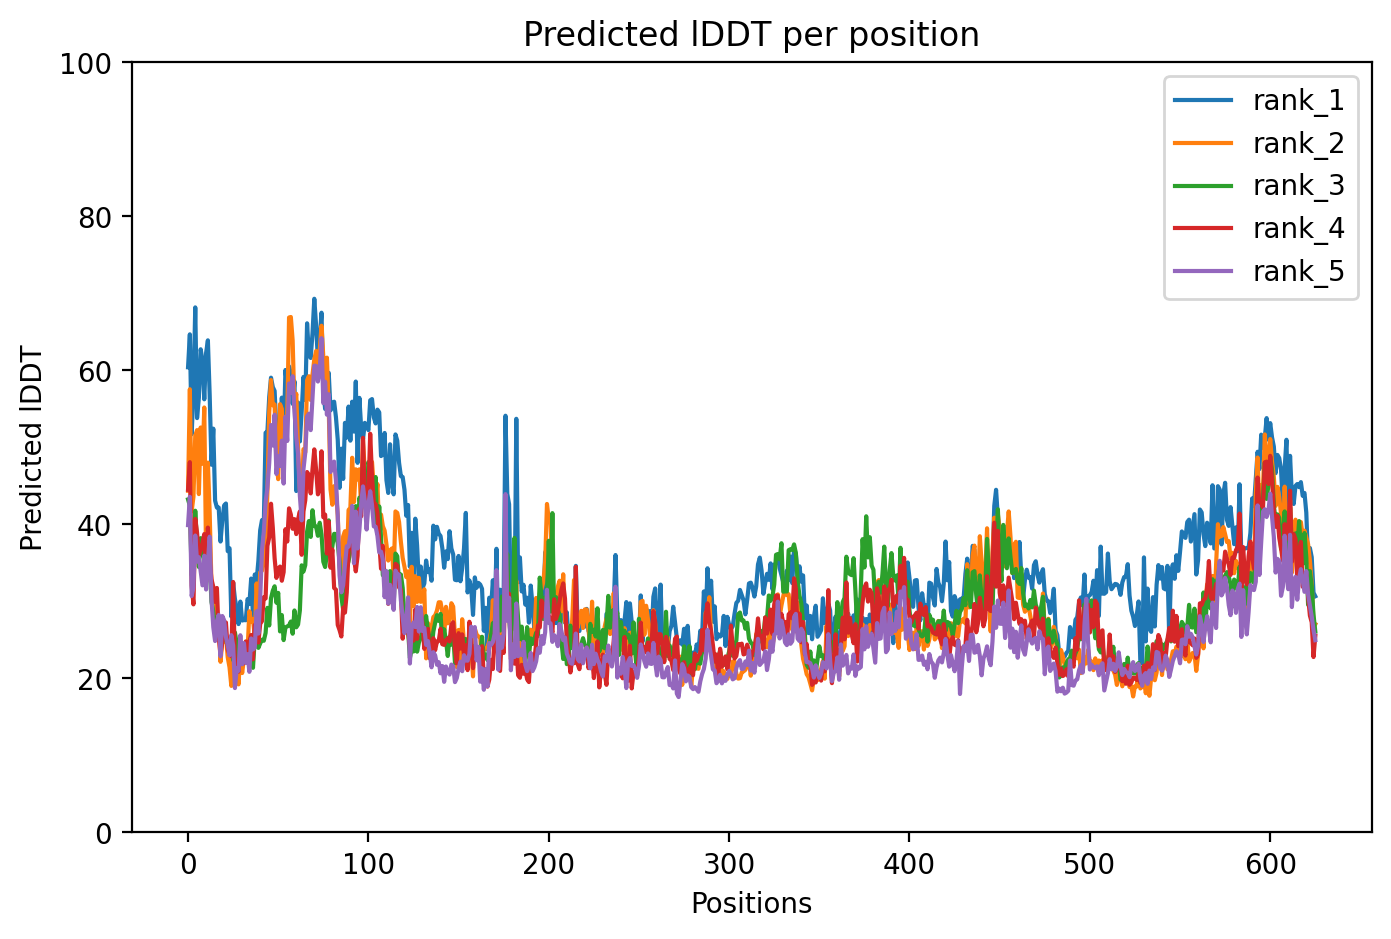 Predicted lDDT per position
100
80
60
40
20
0
Predicted lDDT
0 100 200 300 400 500 600
Positions
rank_1
rank_2
rank_3
rank_4
rank_5